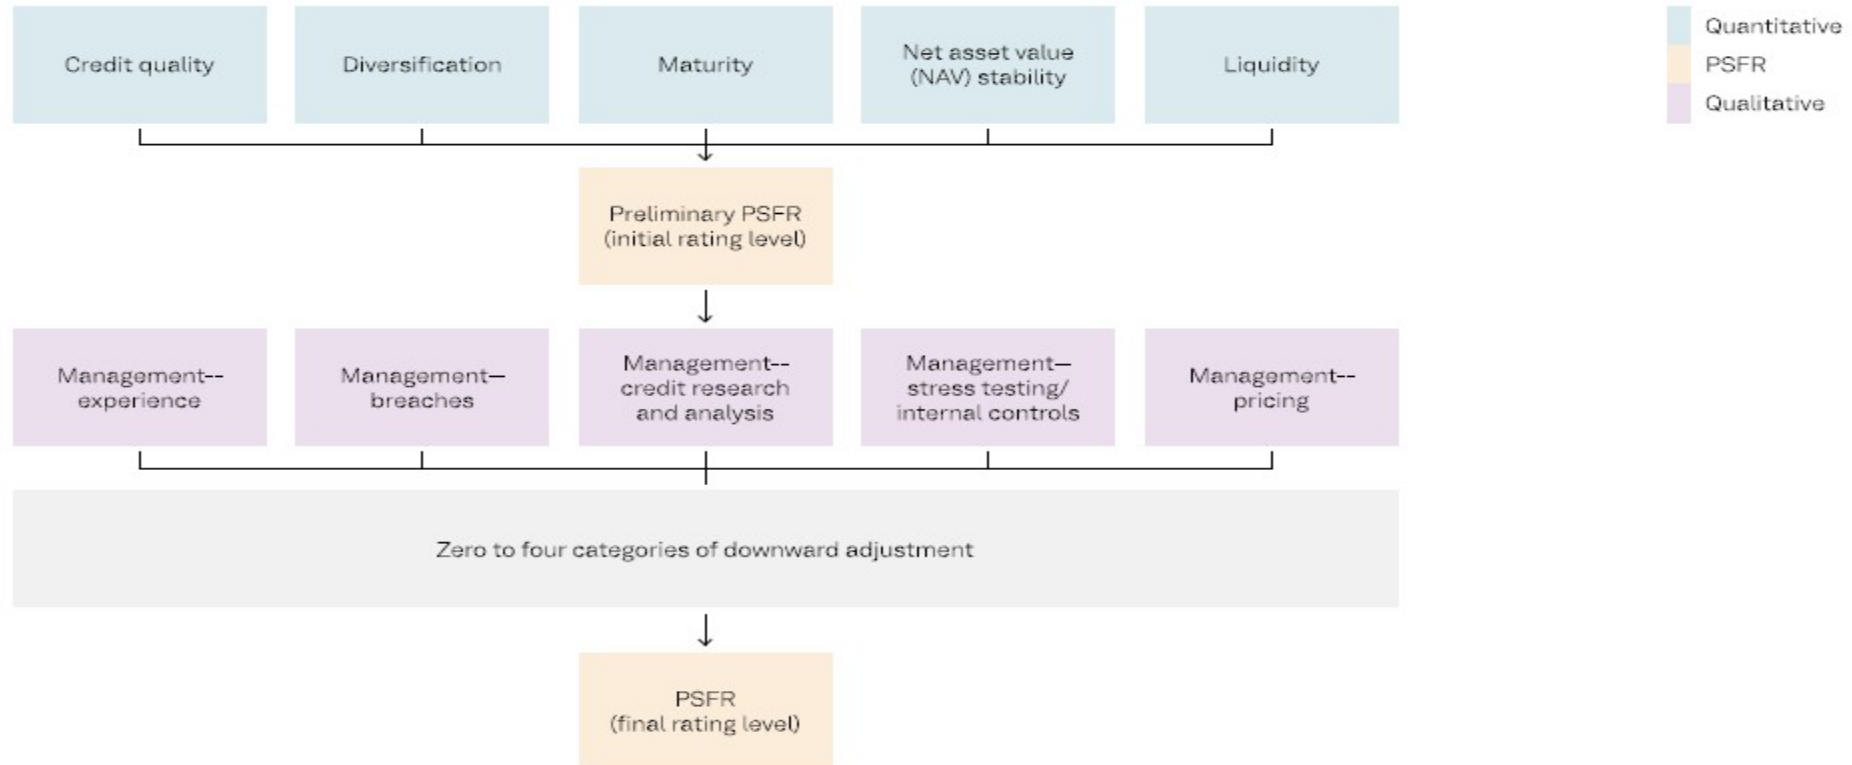 Credit quality
Diversification
Maturity
Net asset value
(NAV) stability
Liquidity
Quantitative
PSFR
Qualitative
Preliminary PSFR
(initial rating level)
Management--
experience
Management—
breaches
Management--
credit research
and analysis
Management—
stress testing/
internal controls
Management--
pricing
Zero to four categories of downward adjustment
PSFR
(final rating level)